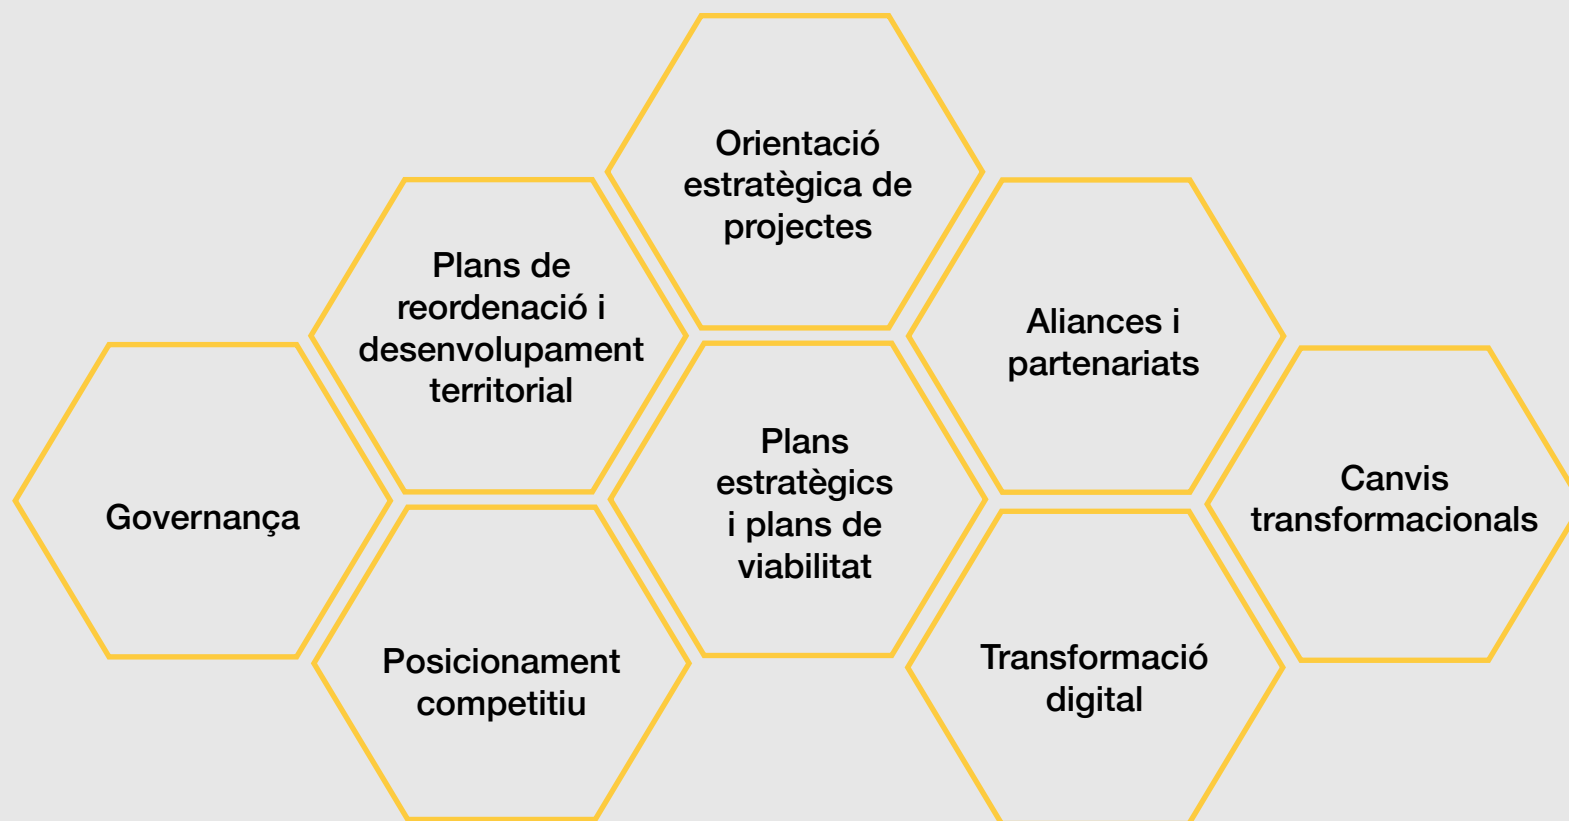 Orientació
estratègica de
projectes
Plans de
reordenació i
desenvolupament
territorial
Aliances i
partenariats
Governança
Plans
estratègics
i plans de
viabilitat
Canvis
transformacionals
Posicionament
competitiu
Transformació
digital